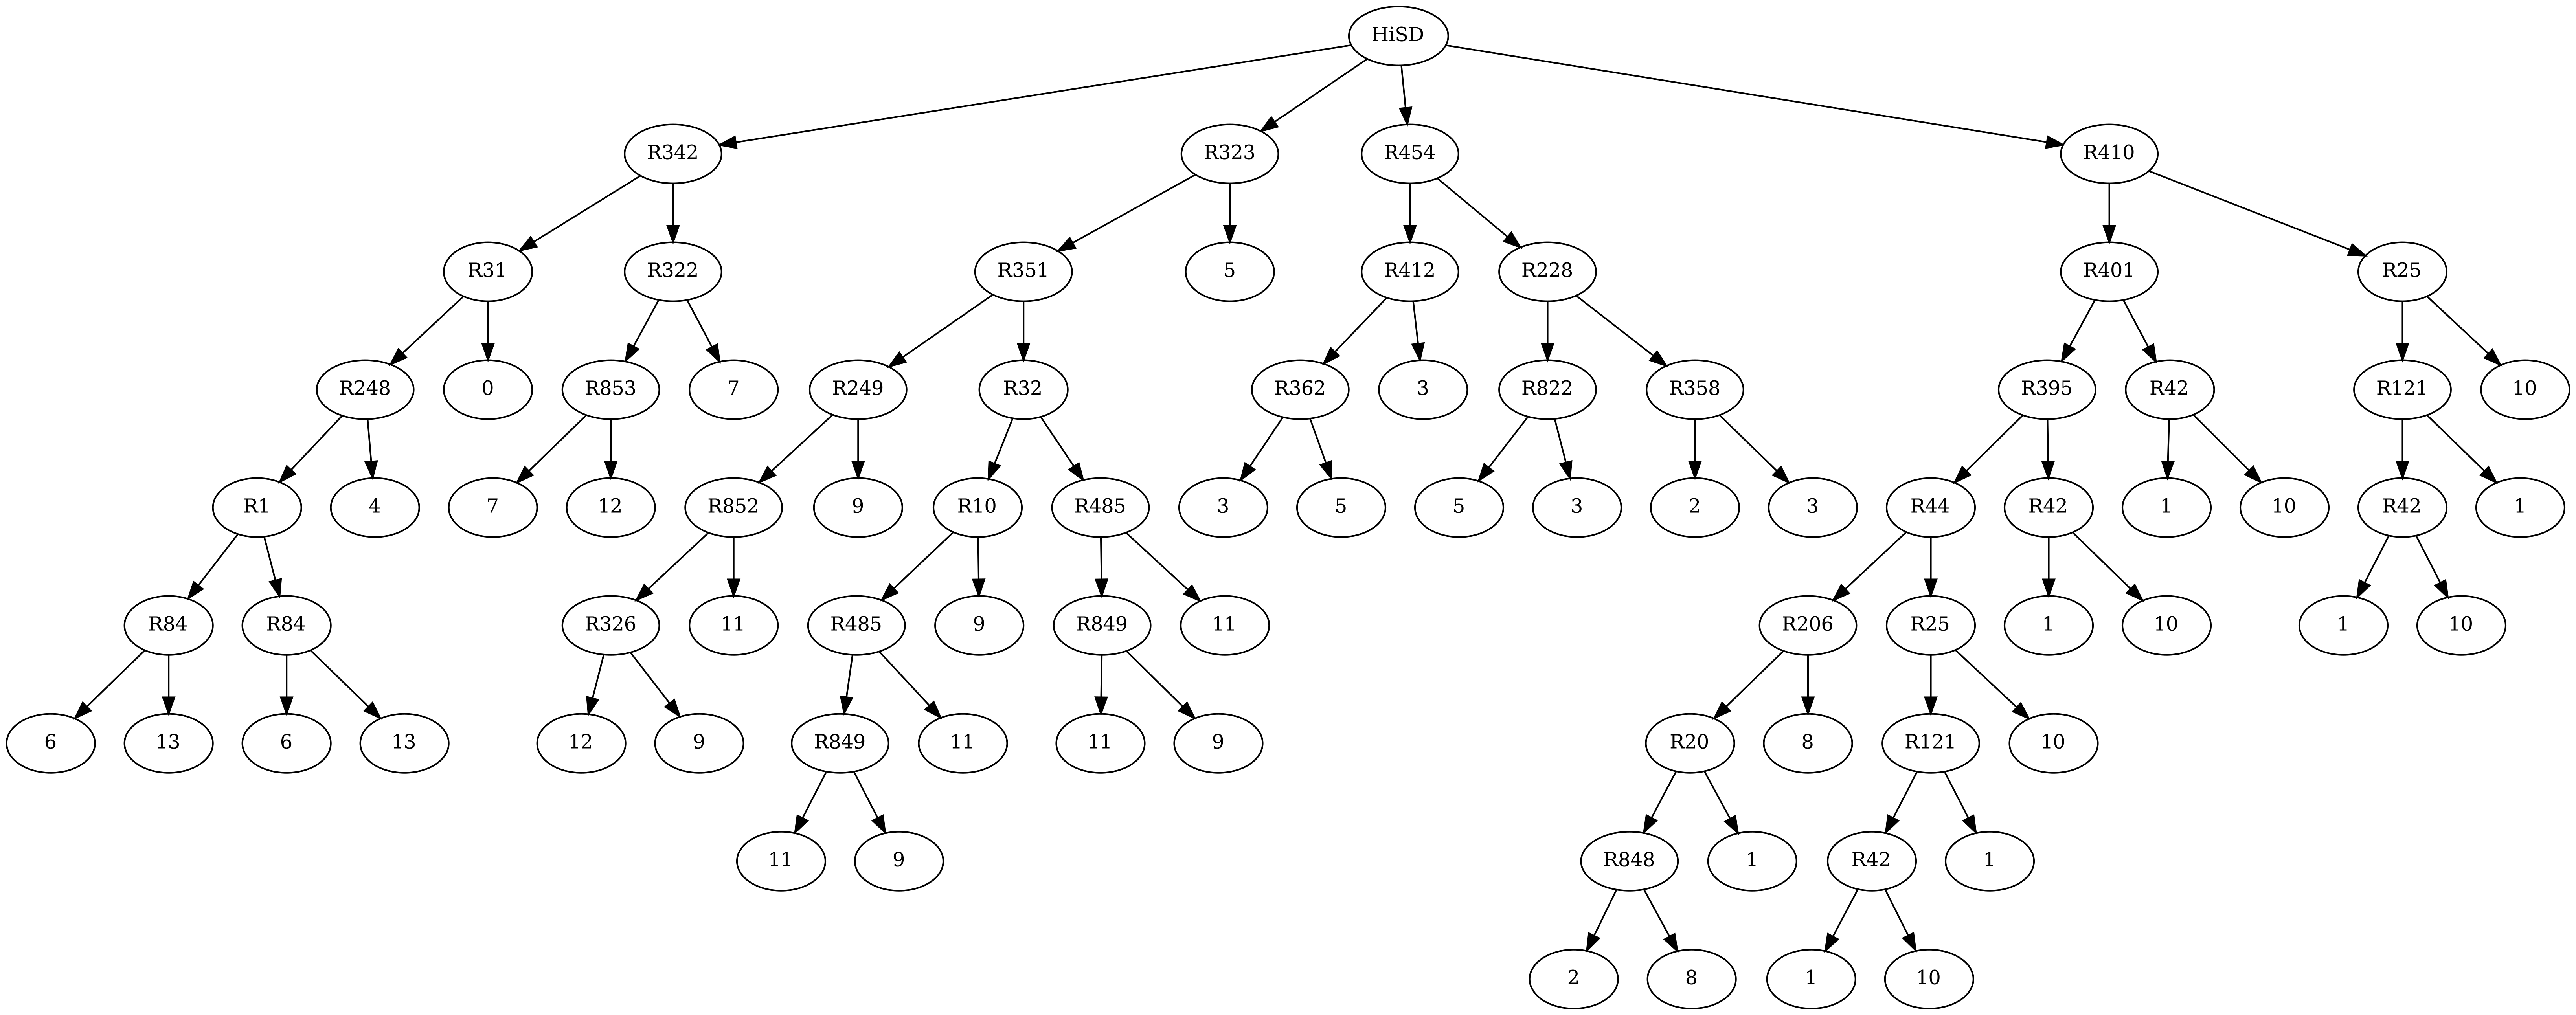 HiSD
R342 R323 R454 R410
R31 R322 R351 5 R412 R228 R401 R25
R248 0 R853 7 R249 R32 R362 3 R822 R358 R395 R42 R121 10
R1 4 7 12 R852 9 R10 R485 3 5 5 3 2 3 R44 R42 1 10 R42 1
R84 R84 R326 11 R485 9 R849 11 R206 R25 1 10 1 10
6 13 6 13 12 9 R849 11 11 9 R20 8 R121 10
11 9 R848 1 R42 1
2 8 1 10